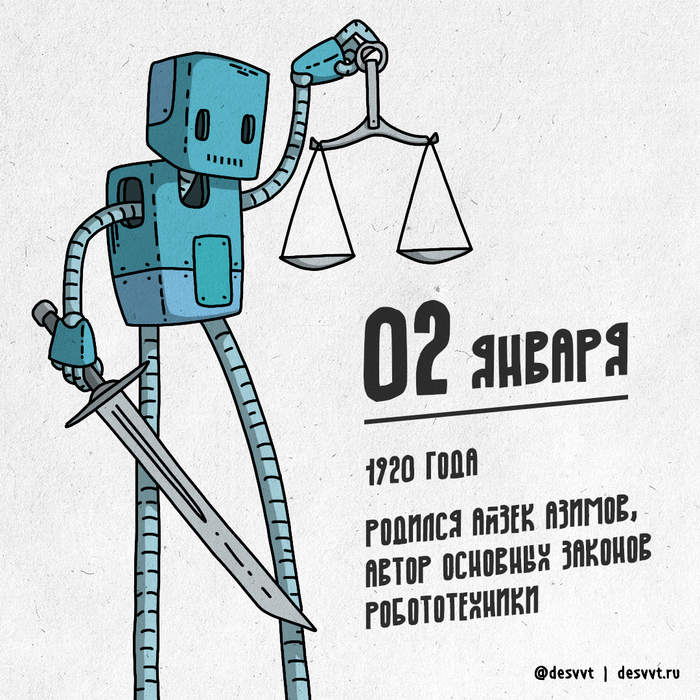 02 ЯНВАРЯ
1920 ГОДА
РОДИЛСЯ АЙЗЕК АЗИМОВ,
АВТОР ОСНОВНЫХ ЗАКОНОВ
РОБОТОТЕХНИКИ
@desvvt | desvvt.ru